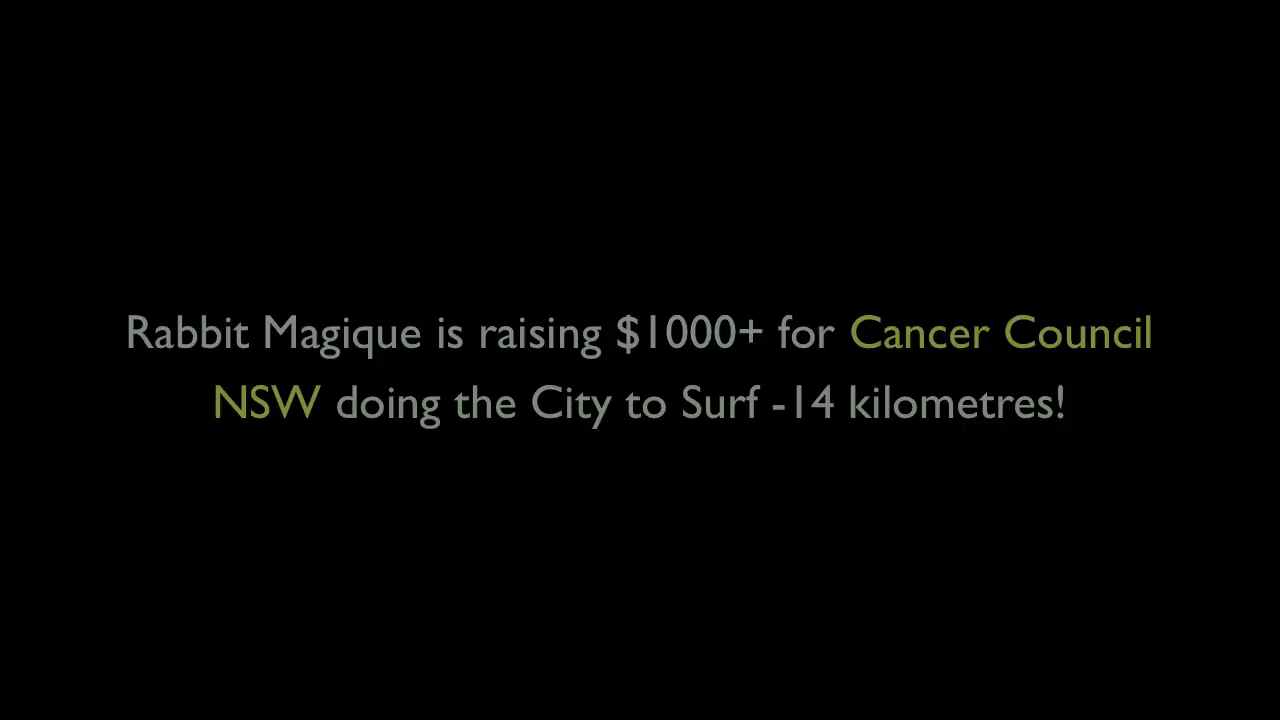 Rabbit Magique is raising $1000+ for Cancer Council
NSW doing the City to Surf -14 kilometres!